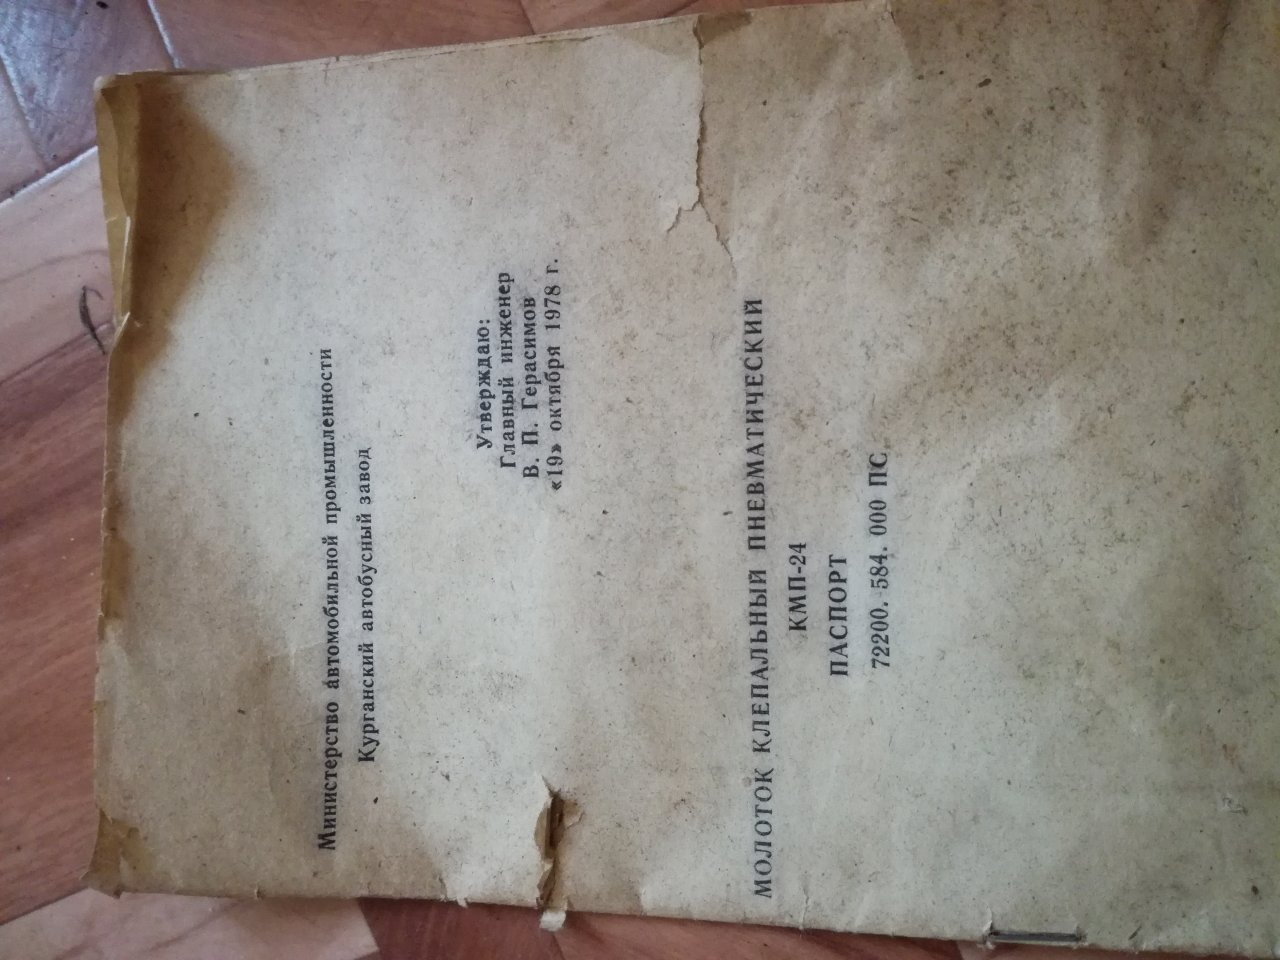 Министерство автомобильной промышленности
Курганский автобусный завод
Утверждаю:
Главный инженер
В. П. Герасимов
«19» октября 1978 г.
МОЛОТОК КЛЕПАЛЬНЫЙ ПНЕВМАТИЧЕСКИЙ
КМП-24
ПАСПОРТ
72200. 584. 000 ПС